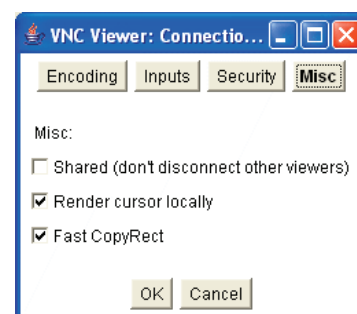 VNC Viewer: Connectio...
Encoding Inputs Security Misc
Misc:
Shared (don't disconnect other viewers)
Render cursor locally
Fast CopyRect
OK Cancel